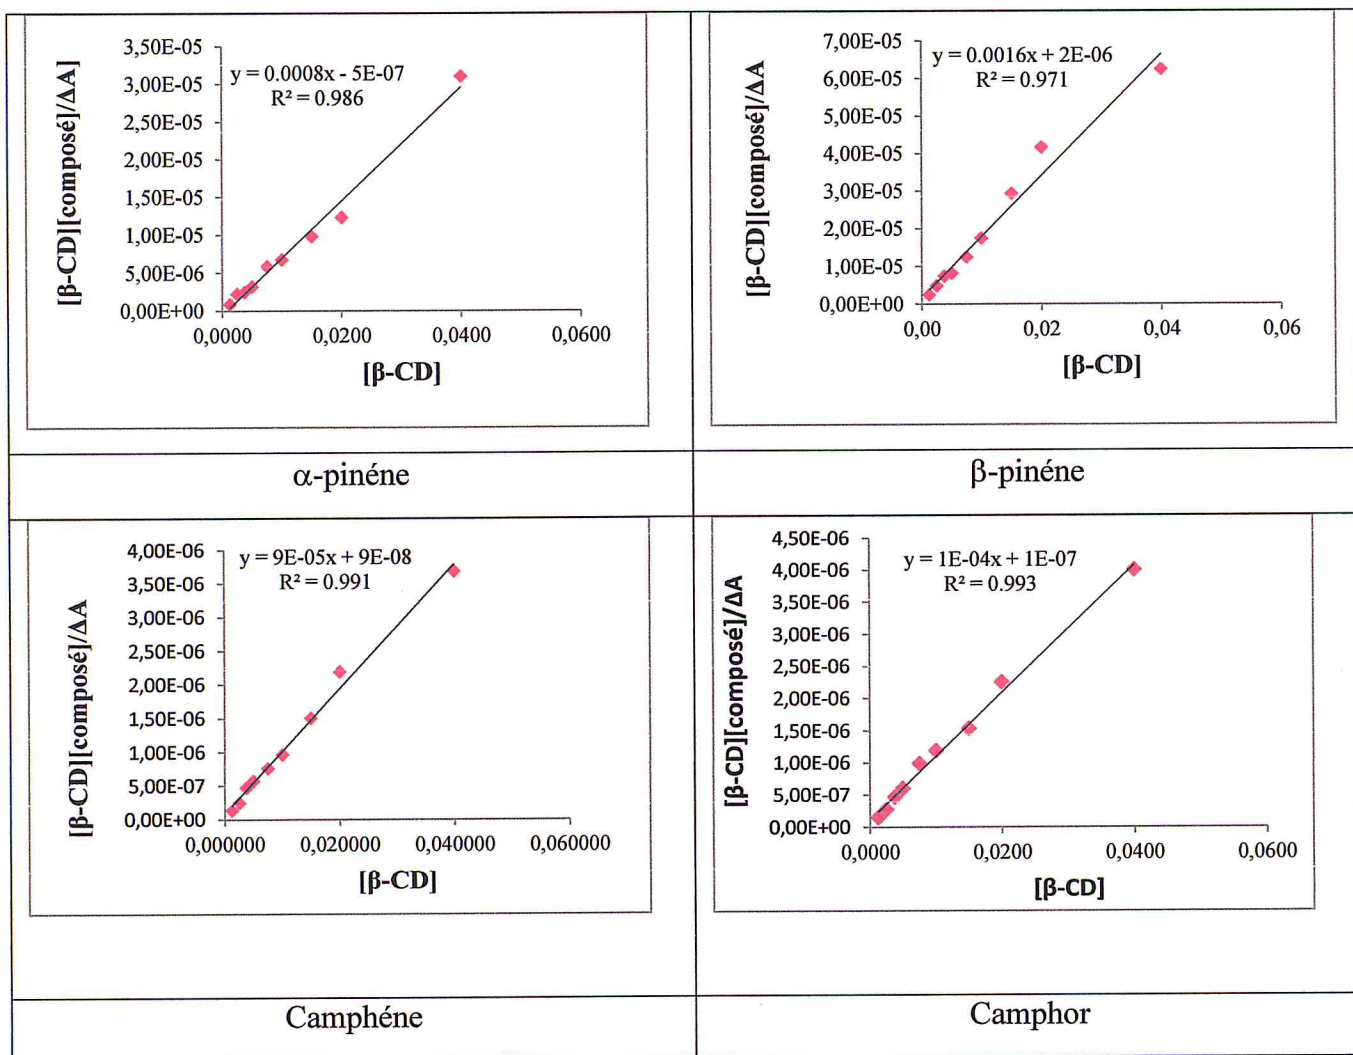 [β-CD][composé]/ΔA]
3,50E-05
3,00E-05
2,50E-05
2,00E-05
1,50E-05
1,00E-05
5,00E-06
0,00E+00
y = 0.0008x - 5E-07
R² = 0.986
0,0000 0,0200 0,0400 0,0600
[β-CD]
[β-CD][composé]/ΔA
7,00E-05
6,00E-05
5,00E-05
4,00E-05
3,00E-05
2,00E-05
1,00E-05
0,00E+00
y = 0.0016x + 2E-06
R² = 0.971
0,00 0,02 0,04 0,06
[β-CD]
α-pinéne
β-pinéne
[β-CD][composé]/ΔA
4,00E-06
3,50E-06
3,00E-06
2,50E-06
2,00E-06
1,50E-06
1,00E-06
5,00E-07
0,00E+00
y = 9E-05x + 9E-08
R² = 0.991
0,000000 0,020000 0,040000 0,060000
[β-CD]
[β-CD][composé]/ΔA
4,50E-06
4,00E-06
3,50E-06
3,00E-06
2,50E-06
2,00E-06
1,50E-06
1,00E-06
5,00E-07
0,00E+00
y = 1E-04x + 1E-07
R² = 0.993
0,0000 0,0200 0,0400 0,0600
[β-CD]
Camphéne
Camphor